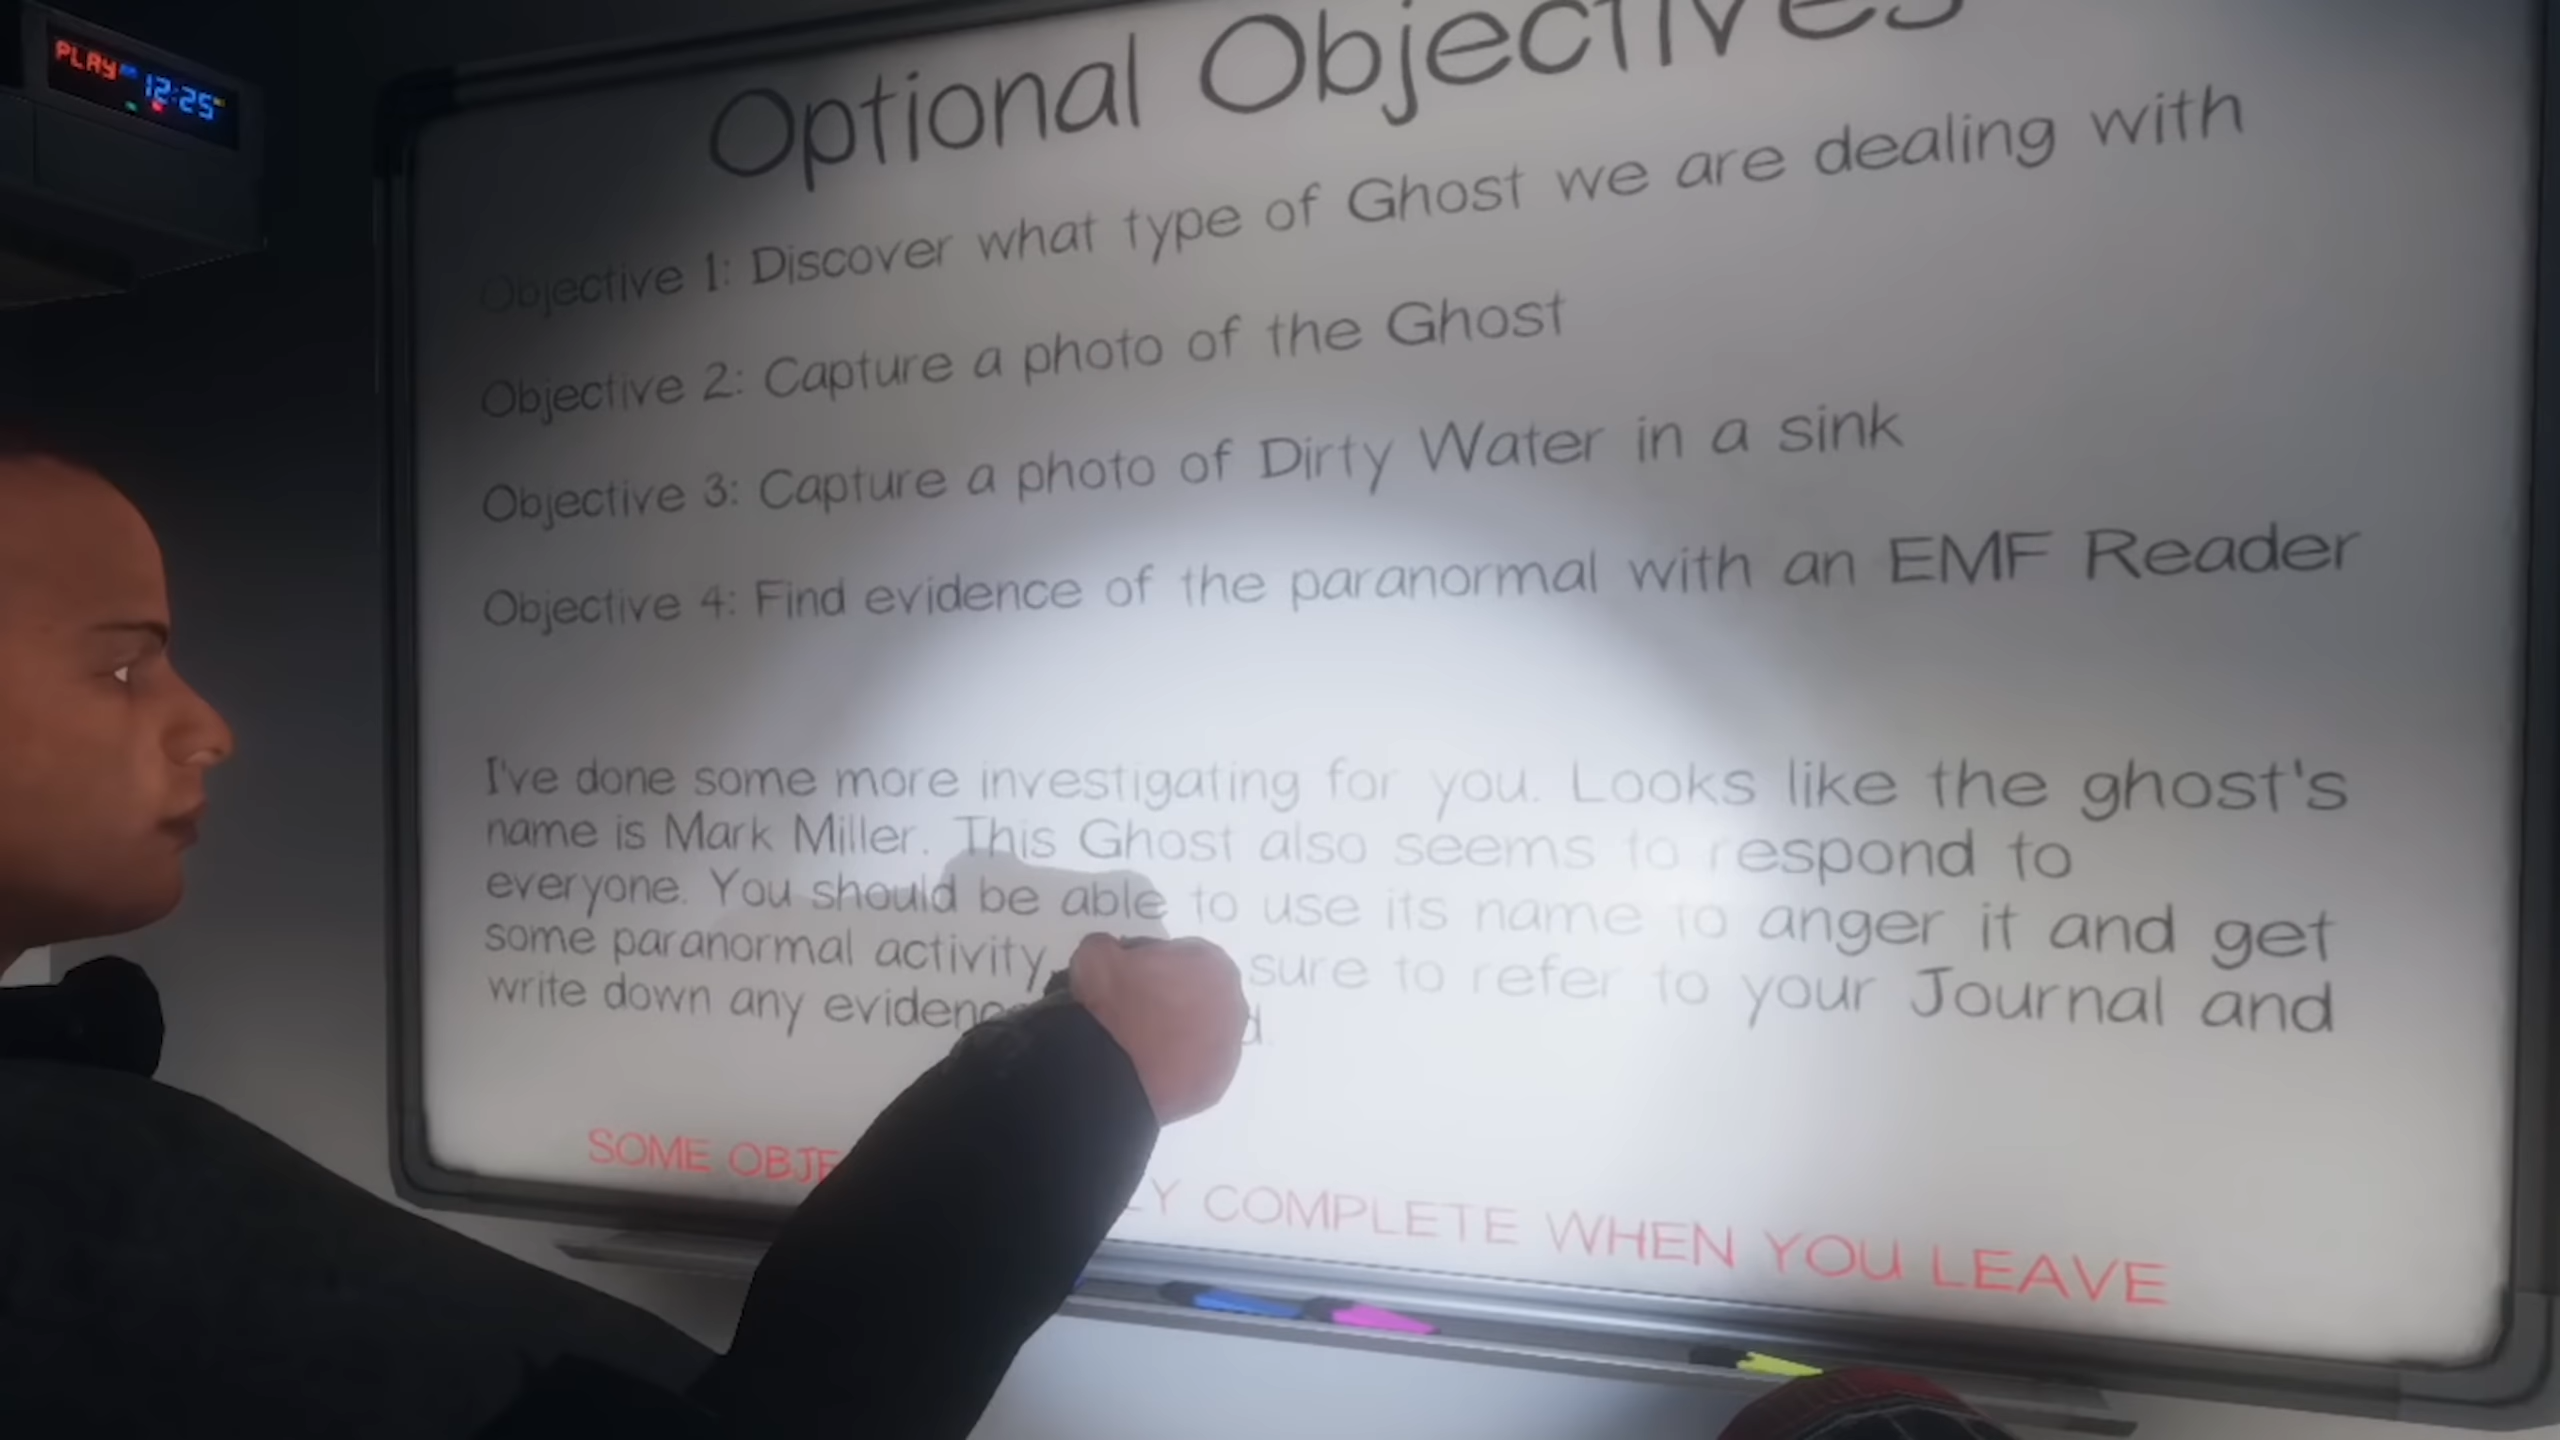 PLAY 12:25
Optional Objectives
Objective 1: Discover what type of Ghost we are dealing with
Objective 2: Capture a photo of the Ghost
Objective 3: Capture a photo of Dirty Water in a sink
Objective 4: Find evidence of the paranormal with an EMF Reader
I've done some more investigating for you. Looks like the ghost's
name is Mark Miller. This Ghost also seems to respond to
everyone. You should be able to use its name to anger it and get
some paranormal activity, sure to refer to your Journal and
write down any
SOME COMPLETE WHEN YOU LEAVE